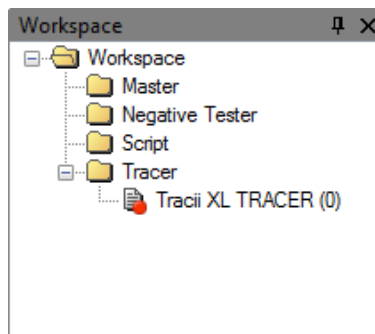 Workspace
Workspace
Master
Negative Tester
Script
Tracer
Tracii XL TRACER (0)